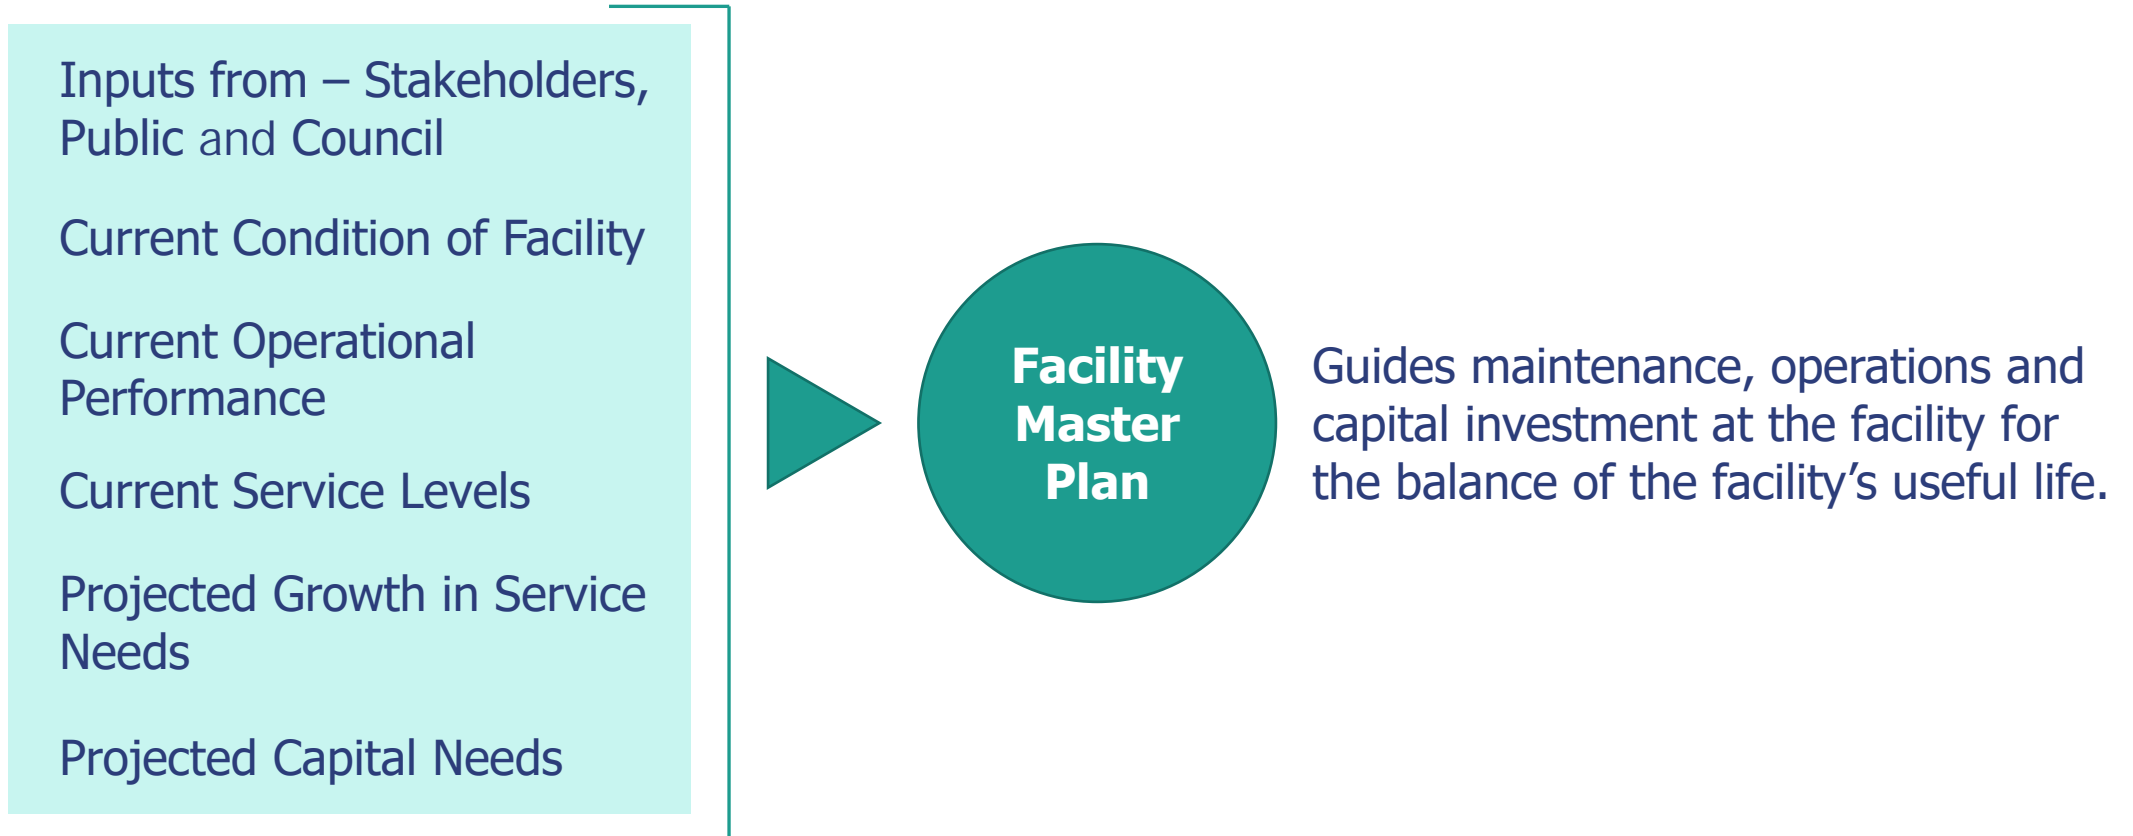 Inputs from – Stakeholders,
Public and Council
Current Condition of Facility
Current Operational
Performance
Current Service Levels
Projected Growth in Service
Needs
Projected Capital Needs
Facility
Master
Plan
Guides maintenance, operations and
capital investment at the facility for
the balance of the facility’s useful life.